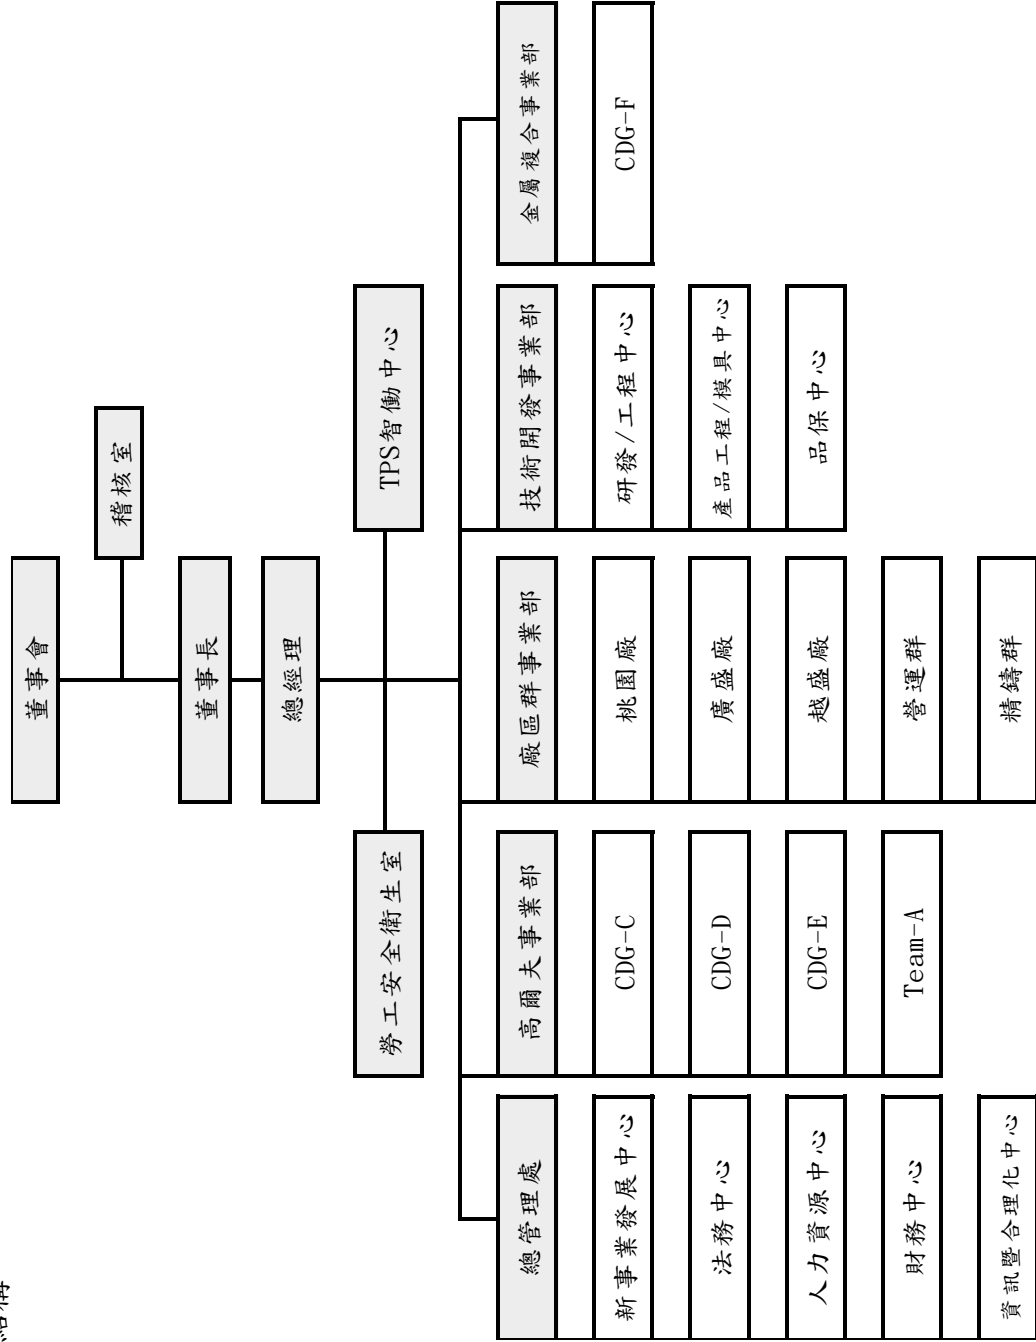 結構
董事會
稽核室
董事長
總經理
勞工安全衛生室
TPS智働中心
總管理處
新事業發展中心
法務中心
人力資源中心
財務中心
資訊暨合理化中心
高爾夫事業部
CDG-C
CDG-D
CDG-E
Team-A
廠區群事業部
桃園廠
廣盛廠
越盛廠
營運群
精鑄群
技術開發事業部
研發/工程中心
產品工程/模具中心
品保中心
金屬複合事業部
CDG-F